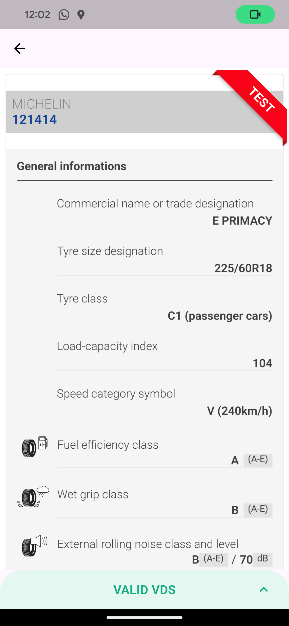 12:02
MICHELIN
121414
TEST
General informations
Commercial name or trade designation
E PRIMACY
Tyre size designation
225/60R18
Tyre class
C1 (passenger cars)
Load-capacity index
104
Speed category symbol
V (240km/h)
Fuel efficiency class
A (A-E)
Wet grip class
B (A-E)
External rolling noise class and level
B (A-E) / 70 dB
VALID VDS